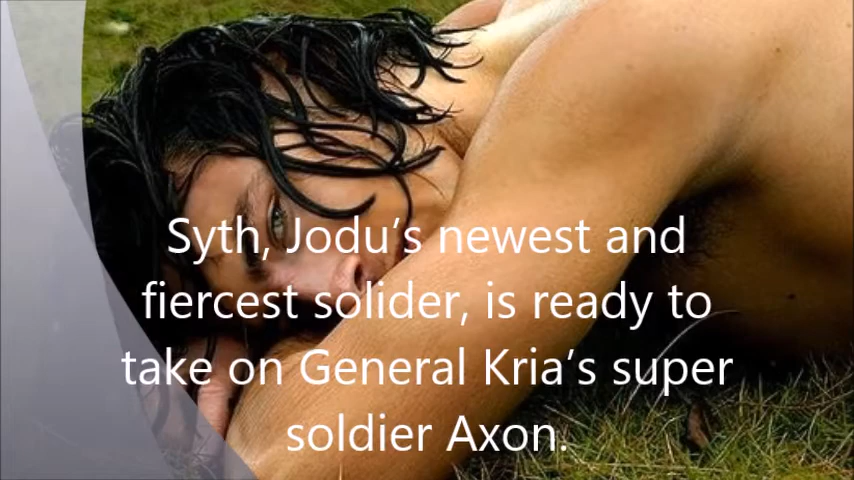 Syth, Jodu’s newest and
fiercest solider, is ready to
take on General Kria’s super
soldier Axon.